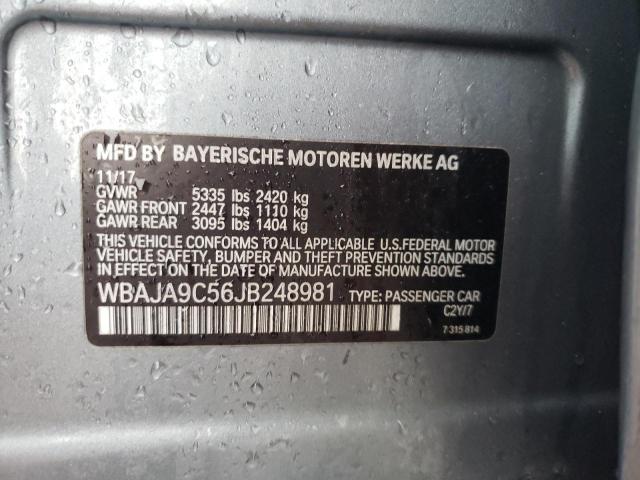 MFD BY BAYERISCHE MOTOREN WERKE AG
11/17
GVWR 5335 lbs 2420 kg
GAWR FRONT 2447 lbs 1110 kg
GAWR REAR 3095 lbs 1404 kg
THIS VEHICLE CONFORMS TO ALL APPLICABLE U.S.FEDERAL MOTOR
VEHICLE SAFETY, BUMPER AND THEFT PREVENTION STANDARDS
IN EFFECT ON THE DATE OF MANUFACTURE SHOWN ABOVE.
WBAJA9C56JB248981 TYPE: PASSENGER CAR
C2Y/7
7 315 814